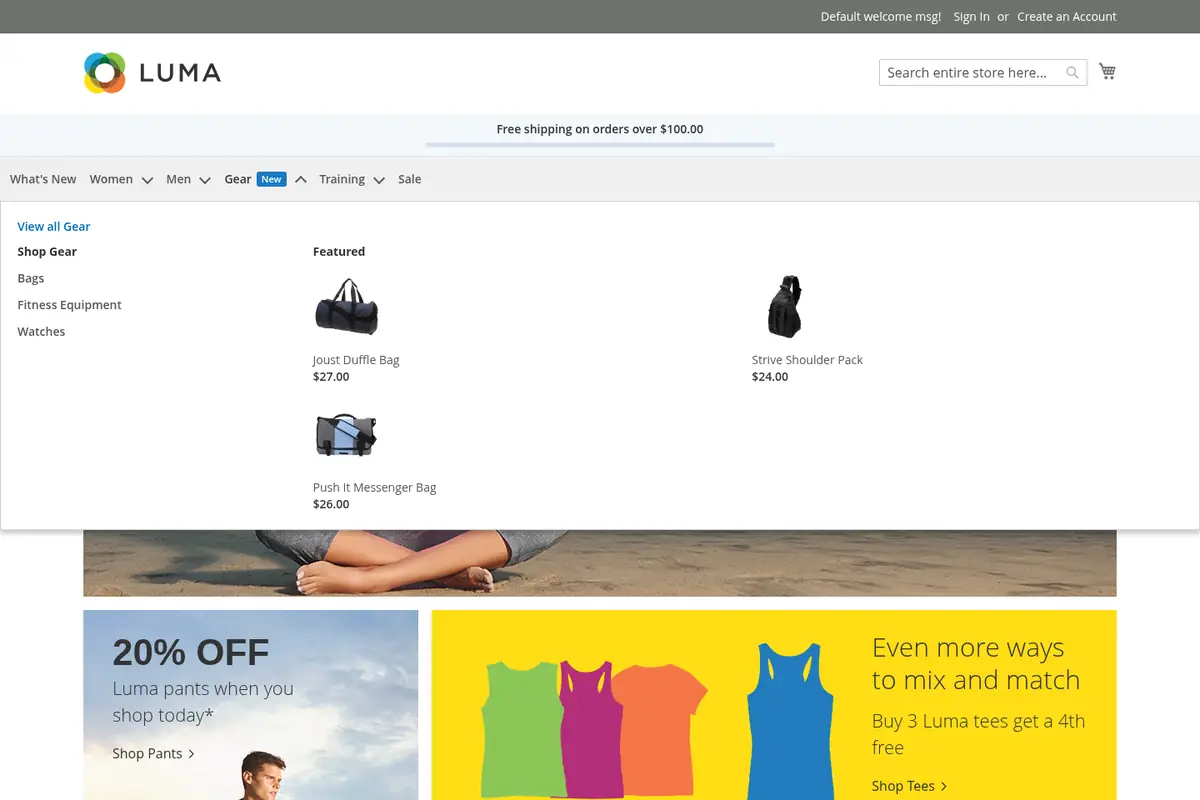 Default welcome msg! Sign In or Create an Account
LUMA
Search entire store here...
Free shipping on orders over $100.00
What's New Women Men Gear New Training Sale
View all Gear
Shop Gear
Bags
Fitness Equipment
Watches
Featured
Joust Duffle Bag
$27.00
Strive Shoulder Pack
$24.00
Push It Messenger Bag
$26.00
20% OFF
Luma pants when you
shop today*
Shop Pants
Even more ways
to mix and match
Buy 3 Luma tees get a 4th
free
Shop Tees